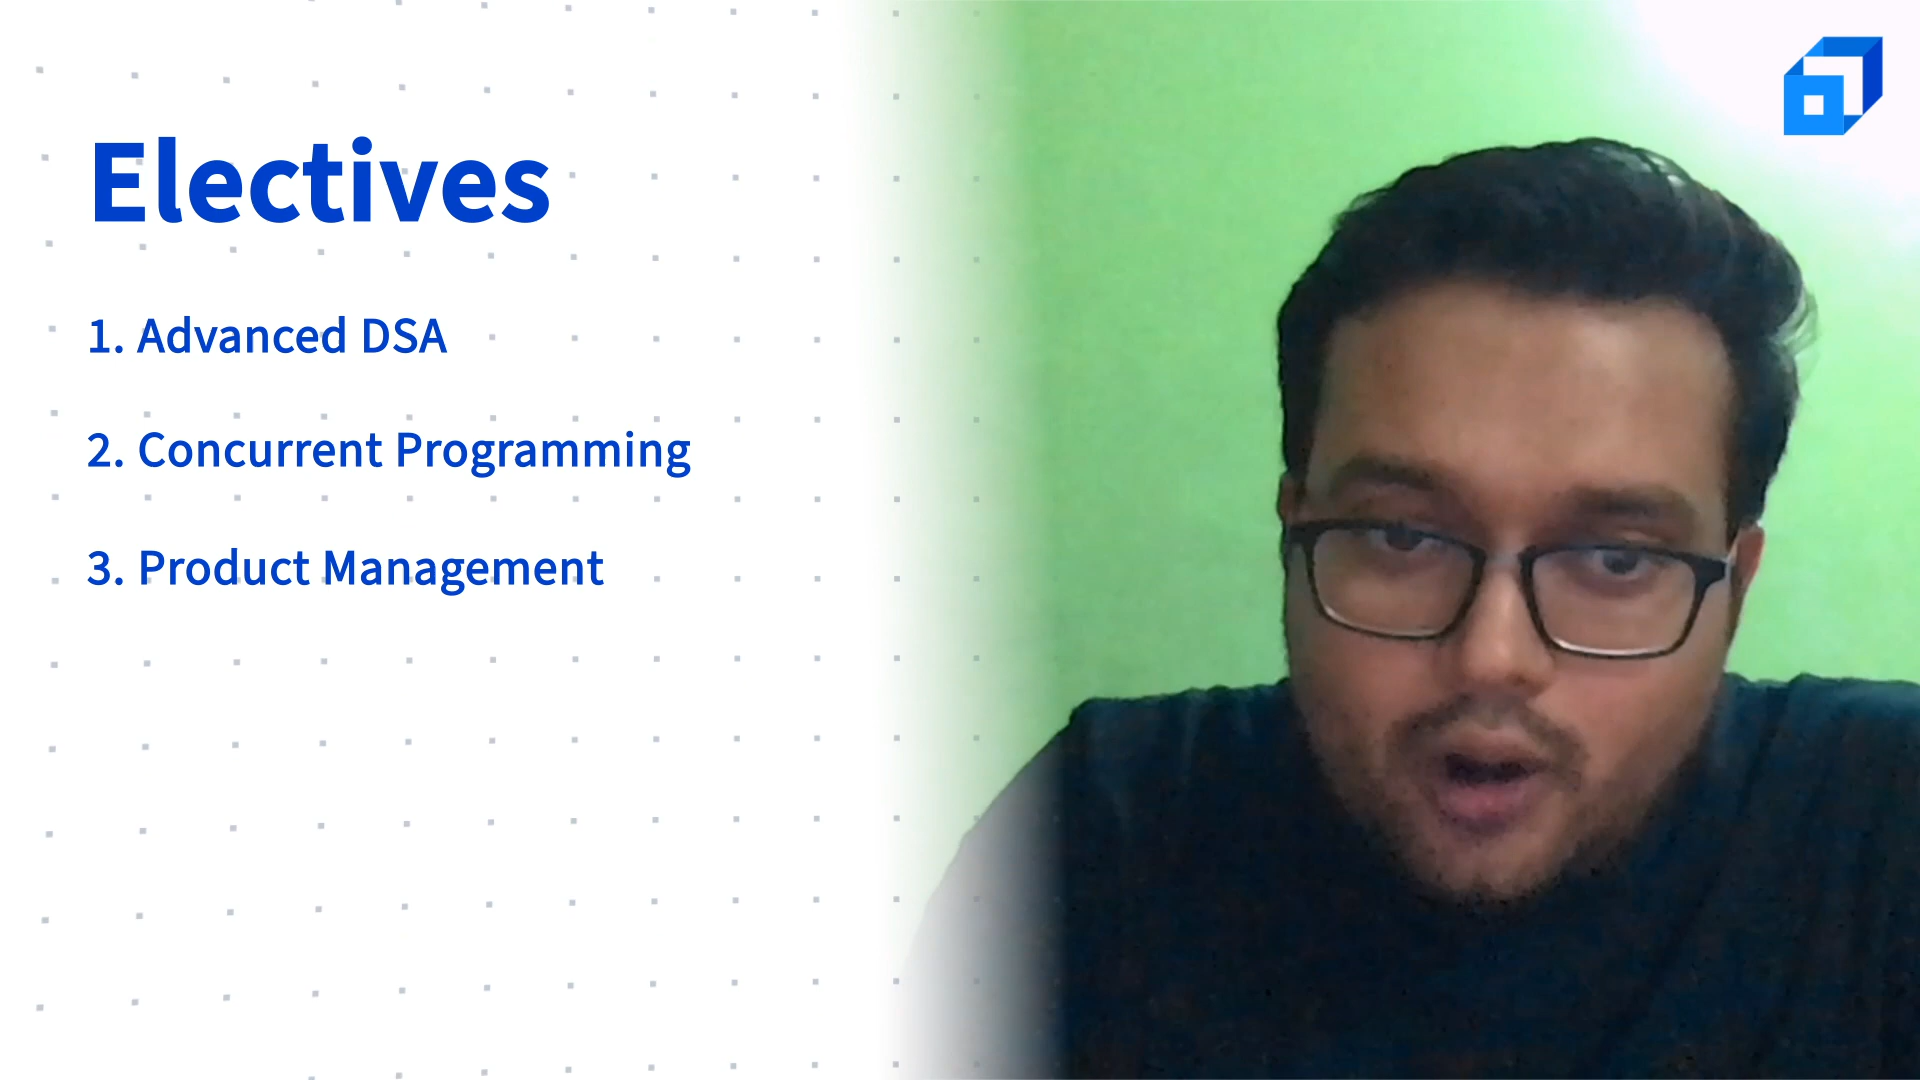 Electives
1. Advanced DSA
2. Concurrent Programming
3. Product Management